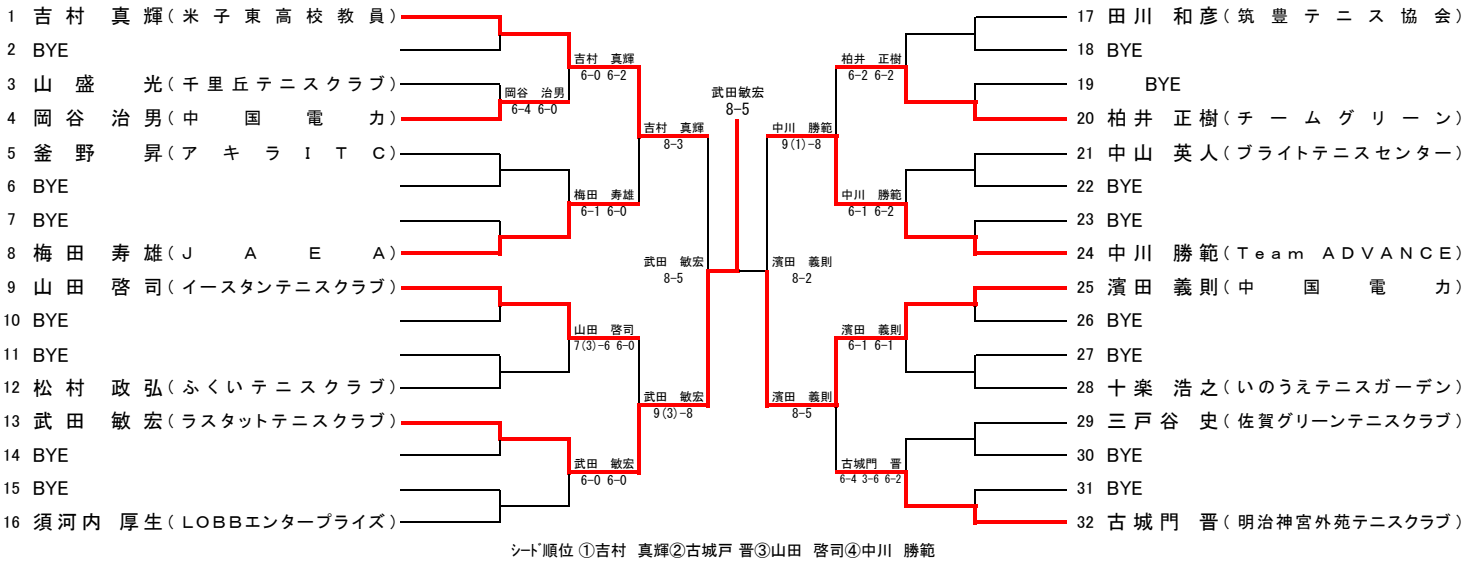 1 吉村 真輝(米子東高校教員)
2 BYE
3 山盛 光(千里丘テニスクラブ)
4 岡谷 治男(中国電力)
5 釜野 昇(アキラITC)
6 BYE
7 BYE
8 梅田 寿雄(JAEA)
9 山田 啓司(イースタンテニスクラブ)
10 BYE
11 BYE
12 松村 政弘(ふくいテニスクラブ)
13 武田 敏宏(ラスタットテニスクラブ)
14 BYE
15 BYE
16 須河内 厚生(LOBBエンタープライズ)
岡谷 治男
6-4 6-0
吉村 真輝
6-0 6-2
梅田 寿雄
6-1 6-0
山田 啓司
7(3)-6 6-0
武田 敏宏
6-0 6-0
吉村 真輝
8-3
武田 敏宏
9(3)-8
武田 敏宏
8-5
武田敏宏
8-5
濱田 義則
8-2
中川 勝範
9(1)-8
濱田 義則
8-5
柏井 正樹
6-2 6-2
中川 勝範
6-1 6-2
濱田 義則
6-1 6-1
古城門 晋
6-4 3-6 6-2
17 田川 和彦(筑豊テニス協会)
18 BYE
19 BYE
20 柏井 正樹(チームグリーン)
21 中山 英人(ブライトテニスセンター)
22 BYE
23 BYE
24 中川 勝範(Team ADVANCE)
25 濱田 義則(中国電力)
26 BYE
27 BYE
28 十楽 浩之(いのうえテニスガーデン)
29 三戸谷 史(佐賀グリーンテニスクラブ)
30 BYE
31 BYE
32 古城門 晋(明治神宮外苑テニスクラブ)
シード順位 ①吉村 真輝②古城戸 晋③山田 啓司④中川 勝範